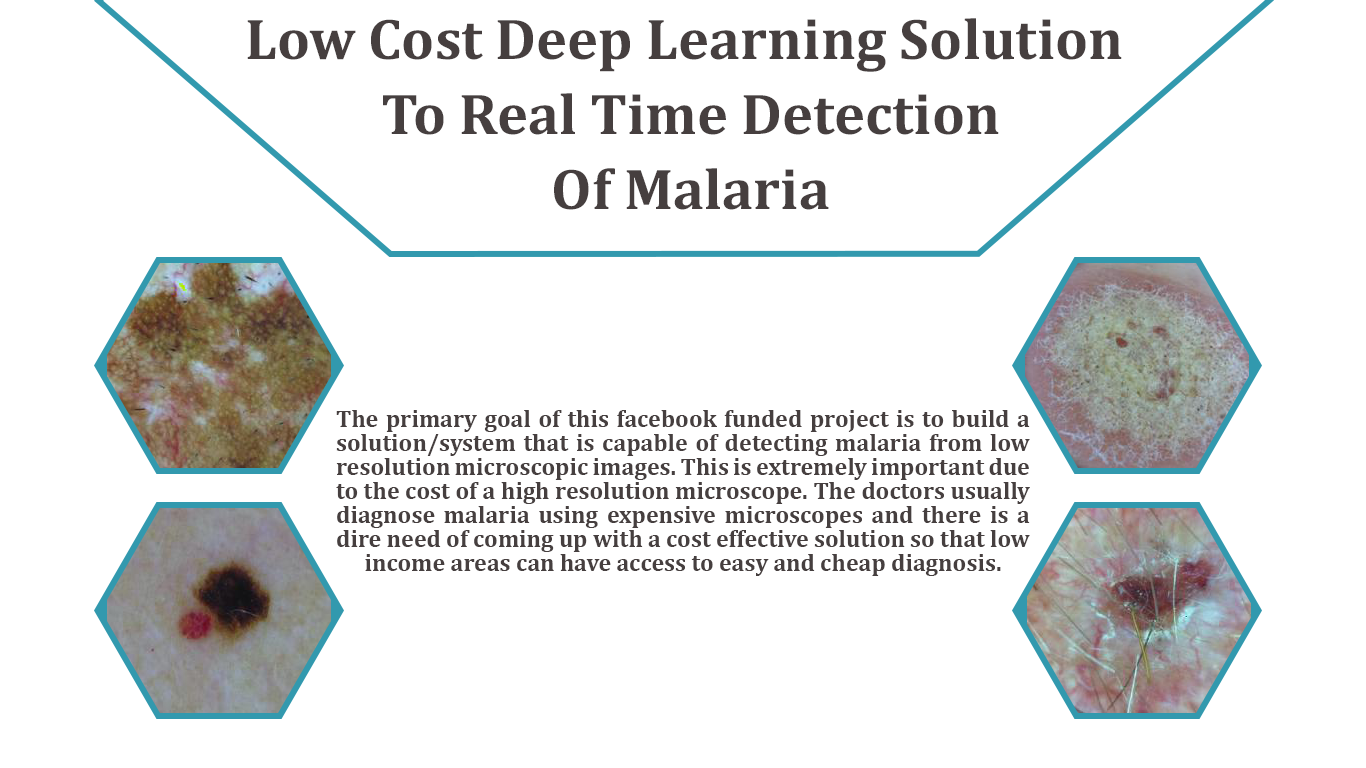 Low Cost Deep Learning Solution
To Real Time Detection
Of Malaria
The primary goal of this facebook funded project is to build a
solution/system that is capable of detecting malaria from low
resolution microscopic images. This is extremely important due
to the cost of a high resolution microscope. The doctors usually
diagnose malaria using expensive microscopes and there is a
dire need of coming up with a cost effective solution so that low
income areas can have access to easy and cheap diagnosis.